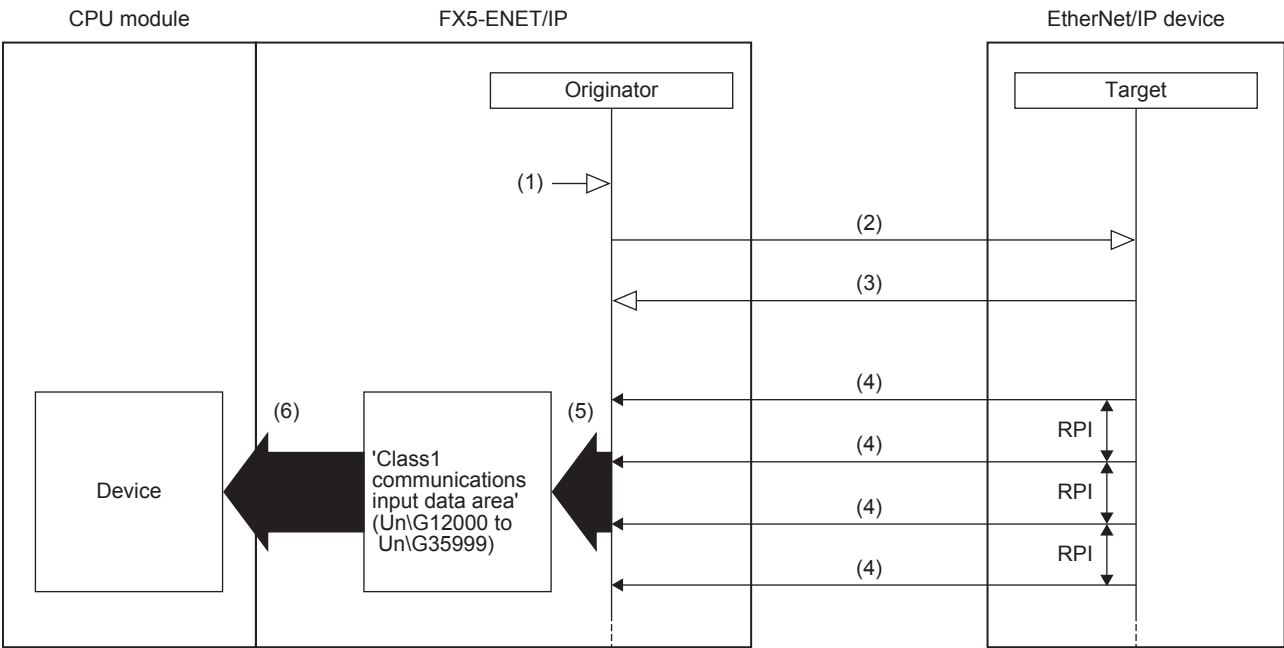 CPU module
FX5-ENET/IP
EtherNet/IP device
Originator
Target
(1)
(2)
(3)
(4)
(6)
(5)
RPI
(4)
'Class1
communications
input data area'
(Un\G12000 to
Un\G35999)
Device
RPI
(4)
RPI
(4)